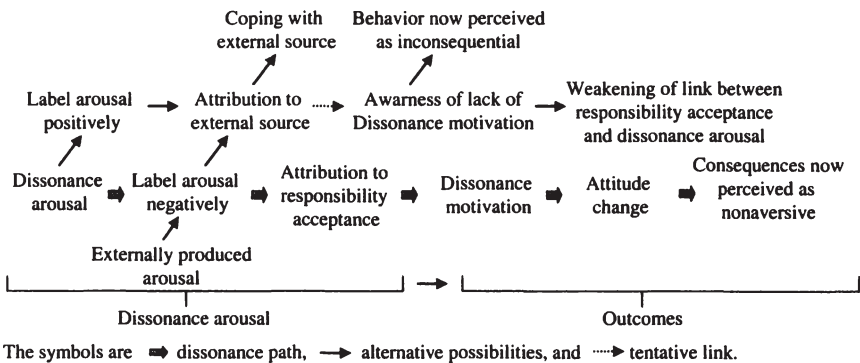 Coping with
external source
Behavior now perceived
as inconsequential
Label arousal
positively
Attribution to
external source
Awarness of lack of
Dissonance motivation
Weakening of link between
responsibility acceptance
and dissonance arousal
Dissonance
arousal
Label arousal
negatively
Attribution to
responsibility
acceptance
Dissonance
motivation
Attitude
change
Consequences now
perceived as
nonaversive
Externally produced
arousal
Dissonance arousal
Outcomes
The symbols are ➡ dissonance path, → alternative possibilities, and ⇢ tentative link.